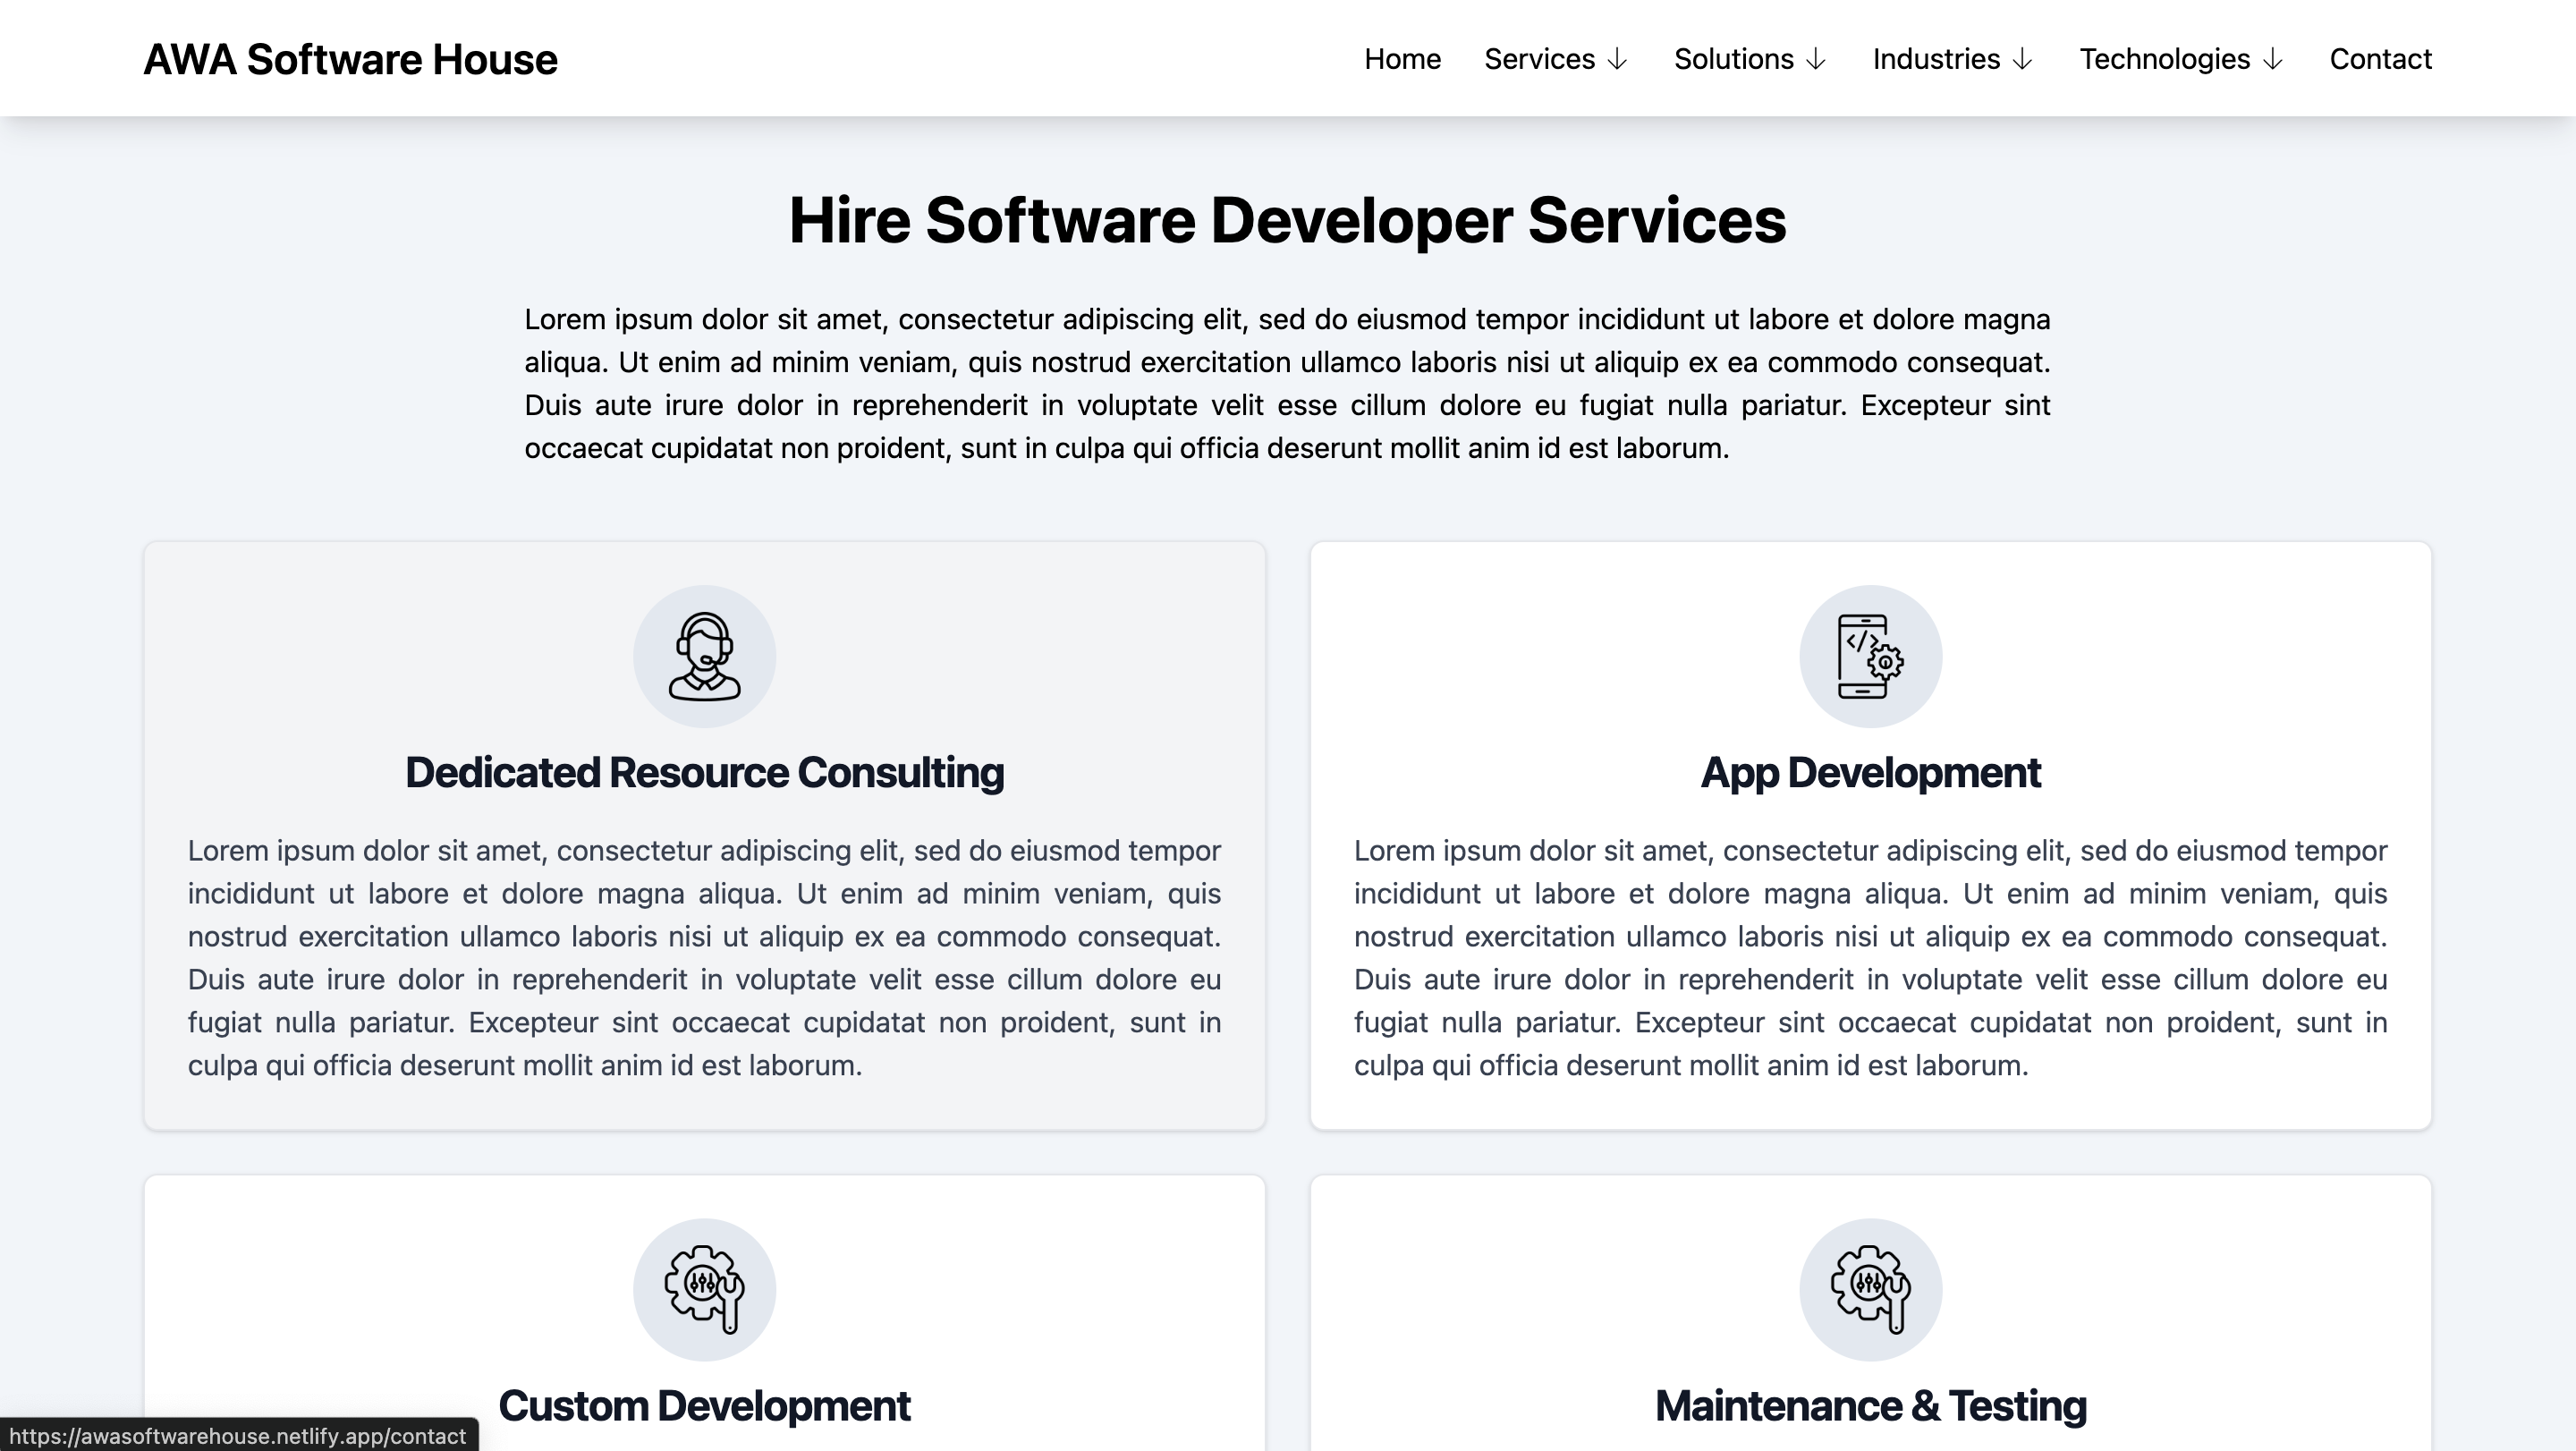 AWA Software House
Home
Services ↓
Solutions ↓
Industries ↓
Technologies ↓
Contact
Hire Software Developer Services
Lorem ipsum dolor sit amet, consectetur adipiscing elit, sed do eiusmod tempor incididunt ut labore et dolore magna
aliqua. Ut enim ad minim veniam, quis nostrud exercitation ullamco laboris nisi ut aliquip ex ea commodo consequat.
Duis aute irure dolor in reprehenderit in voluptate velit esse cillum dolore eu fugiat nulla pariatur. Excepteur sint
occaecat cupidatat non proident, sunt in culpa qui officia deserunt mollit anim id est laborum.
Dedicated Resource Consulting
Lorem ipsum dolor sit amet, consectetur adipiscing elit, sed do eiusmod tempor
incididunt ut labore et dolore magna aliqua. Ut enim ad minim veniam, quis
nostrud exercitation ullamco laboris nisi ut aliquip ex ea commodo consequat.
Duis aute irure dolor in reprehenderit in voluptate velit esse cillum dolore eu
fugiat nulla pariatur. Excepteur sint occaecat cupidatat non proident, sunt in
culpa qui officia deserunt mollit anim id est laborum.
App Development
Lorem ipsum dolor sit amet, consectetur adipiscing elit, sed do eiusmod tempor
incididunt ut labore et dolore magna aliqua. Ut enim ad minim veniam, quis
nostrud exercitation ullamco laboris nisi ut aliquip ex ea commodo consequat.
Duis aute irure dolor in reprehenderit in voluptate velit esse cillum dolore eu
fugiat nulla pariatur. Excepteur sint occaecat cupidatat non proident, sunt in
culpa qui officia deserunt mollit anim id est laborum.
Custom Development
Maintenance & Testing
https://awasoftwarehouse.netlify.app/contact